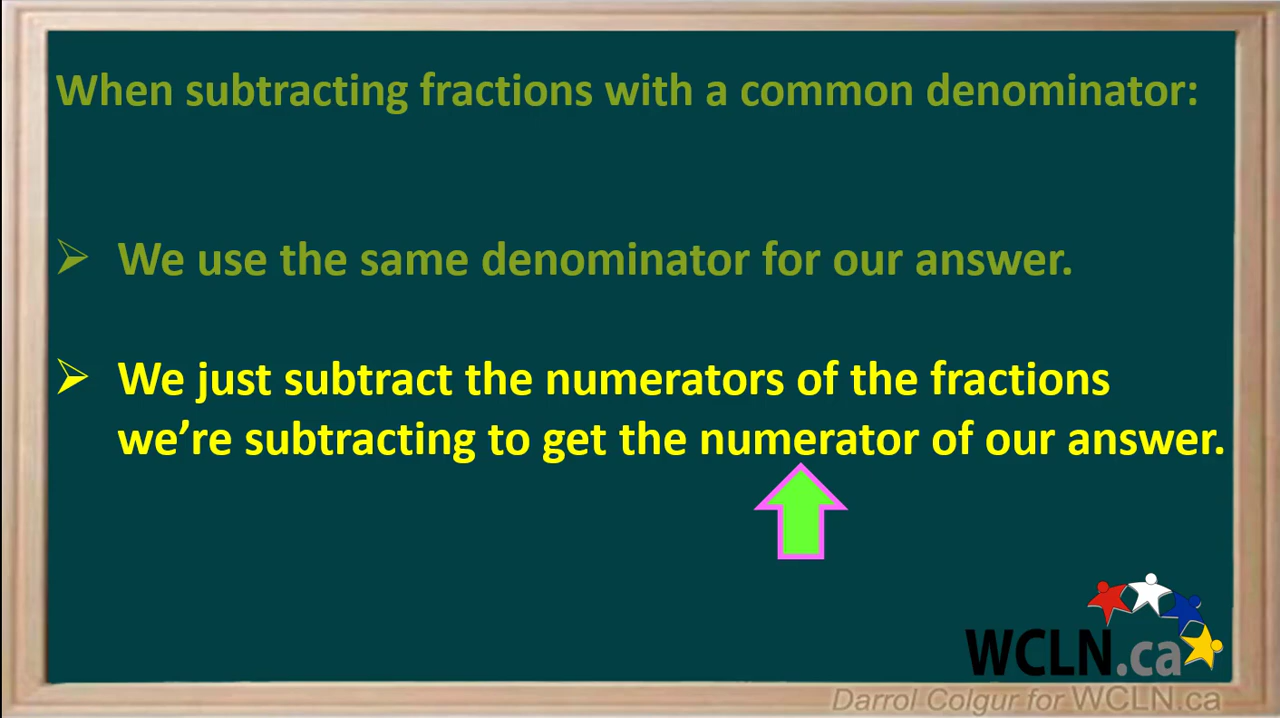 When subtracting fractions with a common denominator:
➢ We use the same denominator for our answer.
➢ We just subtract the numerators of the fractions
we’re subtracting to get the numerator of our answer.
WCLN.ca
Darrol Colgur for WCLN.ca